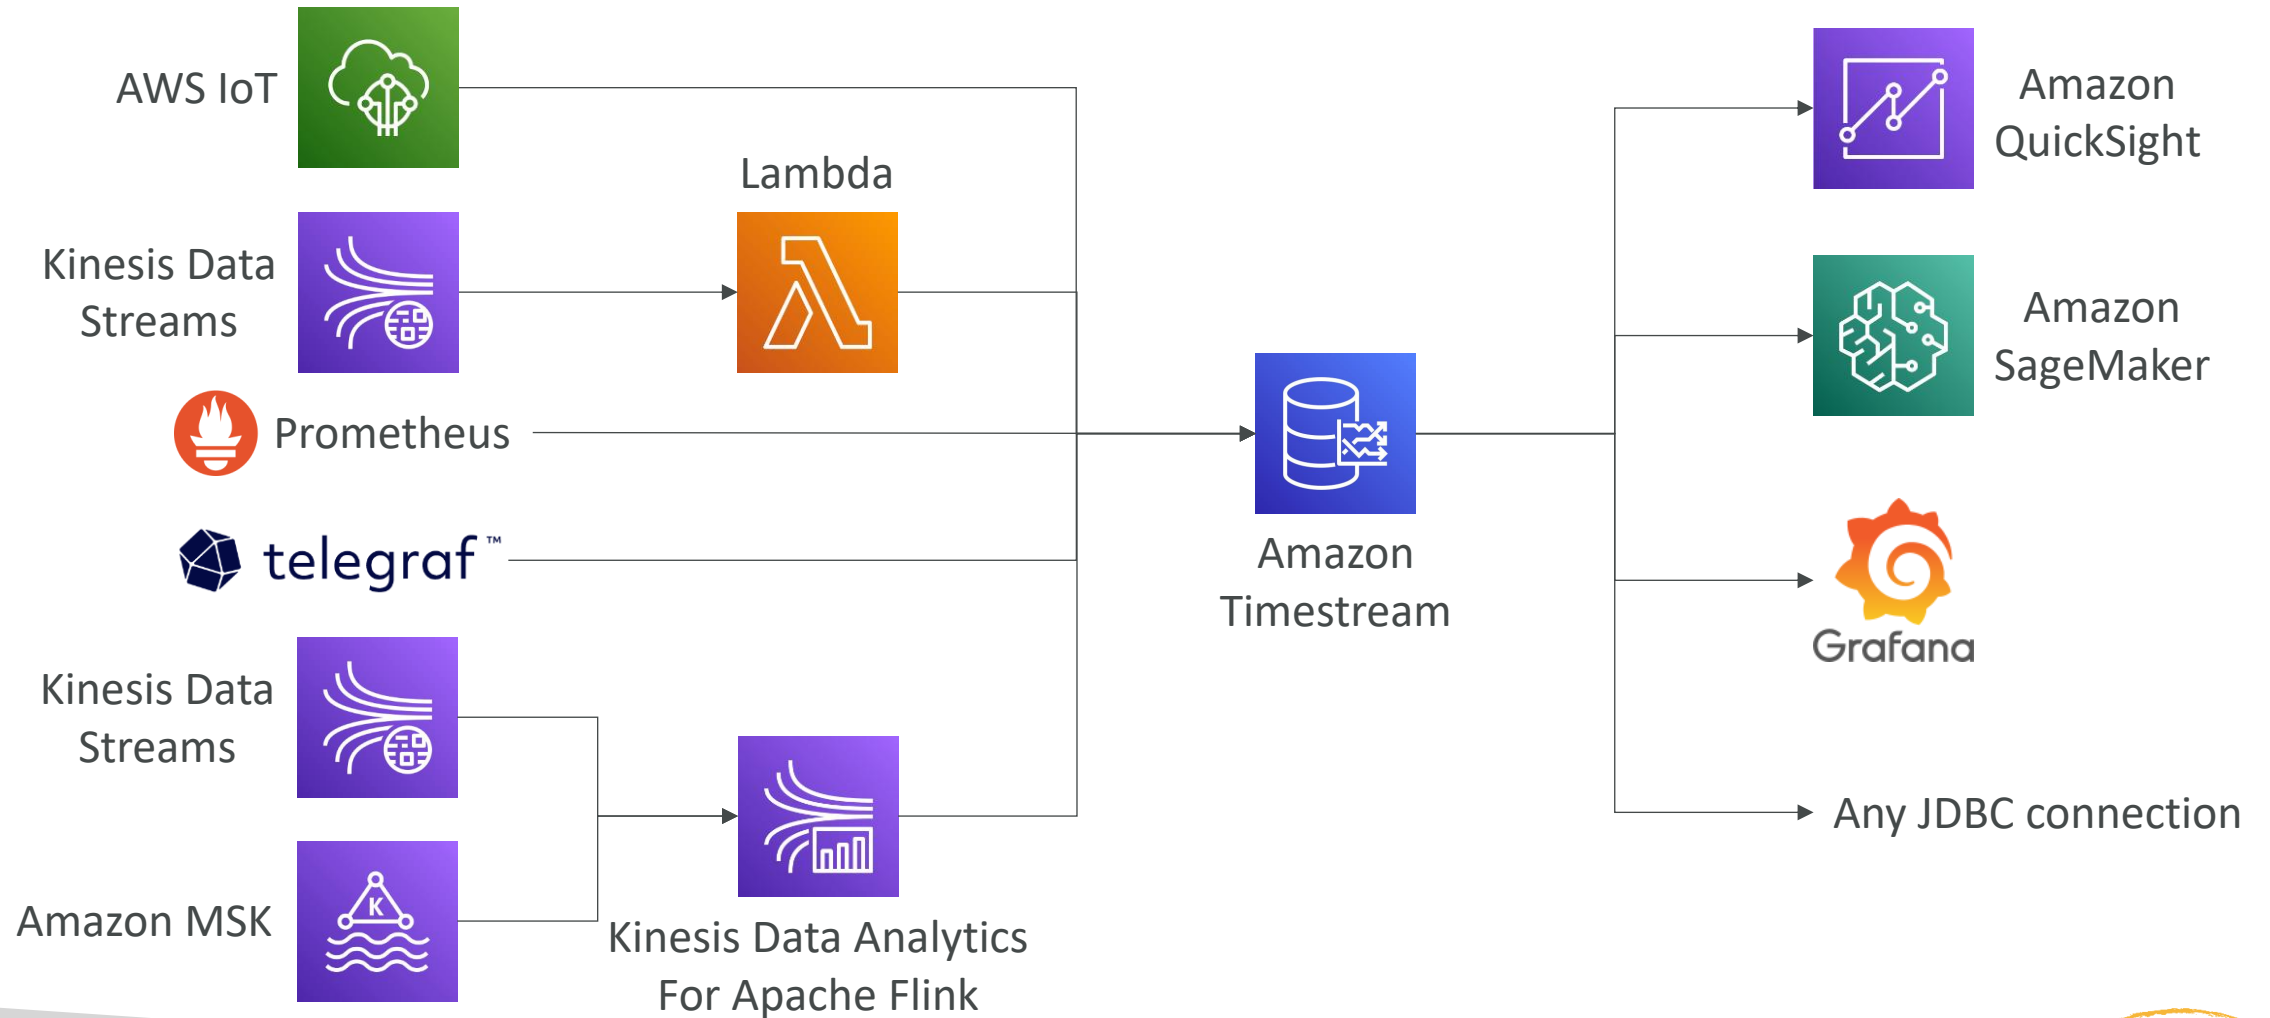 AWS IoT
Lambda
Kinesis Data
Streams
Prometheus
telegraf™
Kinesis Data
Streams
Amazon MSK
K
Kinesis Data Analytics
For Apache Flink
Amazon
Timestream
Amazon
QuickSight
Amazon
SageMaker
Grafana
Any JDBC connection